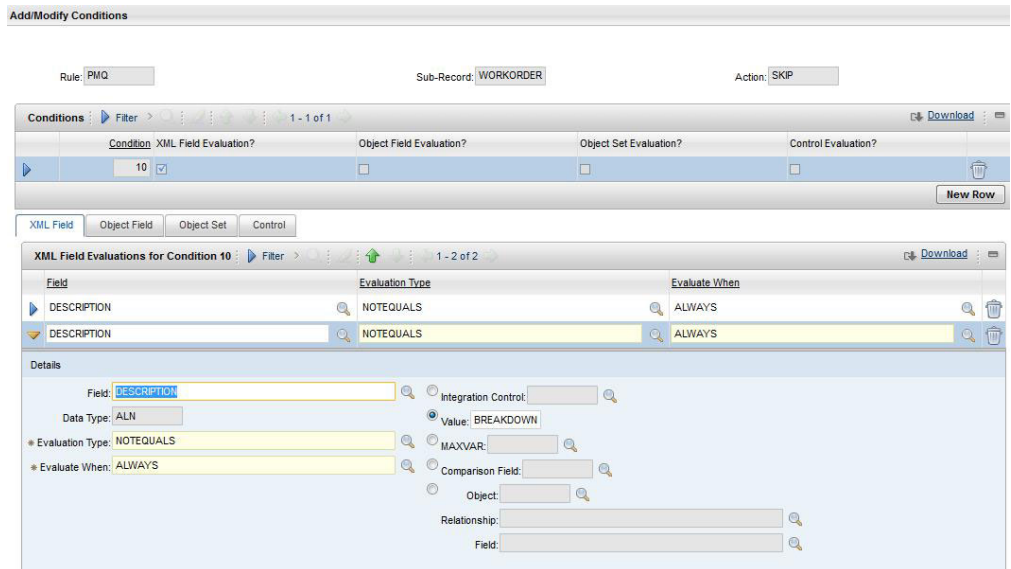 Add/Modify Conditions
Rule: PMQ Sub-Record: WORKORDER Action: SKIP
Conditions Filter 1 - 1 of 1 Download
Condition XML Field Evaluation? Object Field Evaluation? Object Set Evaluation? Control Evaluation?
10
New Row
XML Field Object Field Object Set Control
XML Field Evaluations for Condition 10 Filter 1 - 2 of 2 Download
Field Evaluation Type Evaluate When
DESCRIPTION NOTEQUALS ALWAYS
DESCRIPTION NOTEQUALS ALWAYS
Details
Field: DESCRIPTION Integration Control:
Data Type: ALN Value: BREAKDOWN
* Evaluation Type: NOTEQUALS MAXVAR:
* Evaluate When: ALWAYS Comparison Field:
Object:
Relationship:
Field: